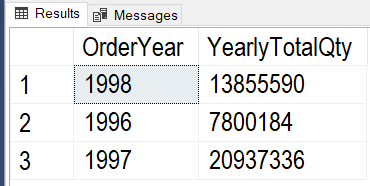 Results Messages
OrderYear YearlyTotalQty
1 1998 13855590
2 1996 7800184
3 1997 20937336